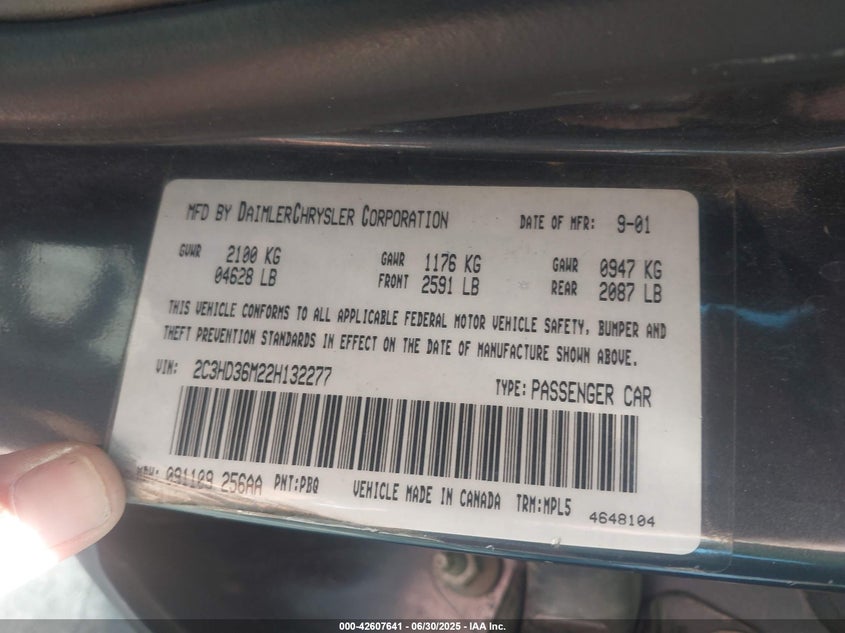 MFD BY DAIMLERCHRYSLER CORPORATION DATE OF MFR: 9-01
GVWR 2100 KG GAWR 1176 KG GAWR 0947 KG
04628 LB FRONT 2591 LB REAR 2087 LB
THIS VEHICLE CONFORMS TO ALL APPLICABLE FEDERAL MOTOR VEHICLE SAFETY, BUMPER AND
THEFT PREVENTION STANDARDS IN EFFECT ON THE DATE OF MANUFACTURE SHOWN ABOVE.
VIN: 2C3HD36M22H132277 TYPE: PASSENGER CAR
MDH: 091109 256AA PNT:PBQ VEHICLE MADE IN CANADA TRM:MPL5 4648104
000-42607641 - 06/30/2025 - IAA Inc.